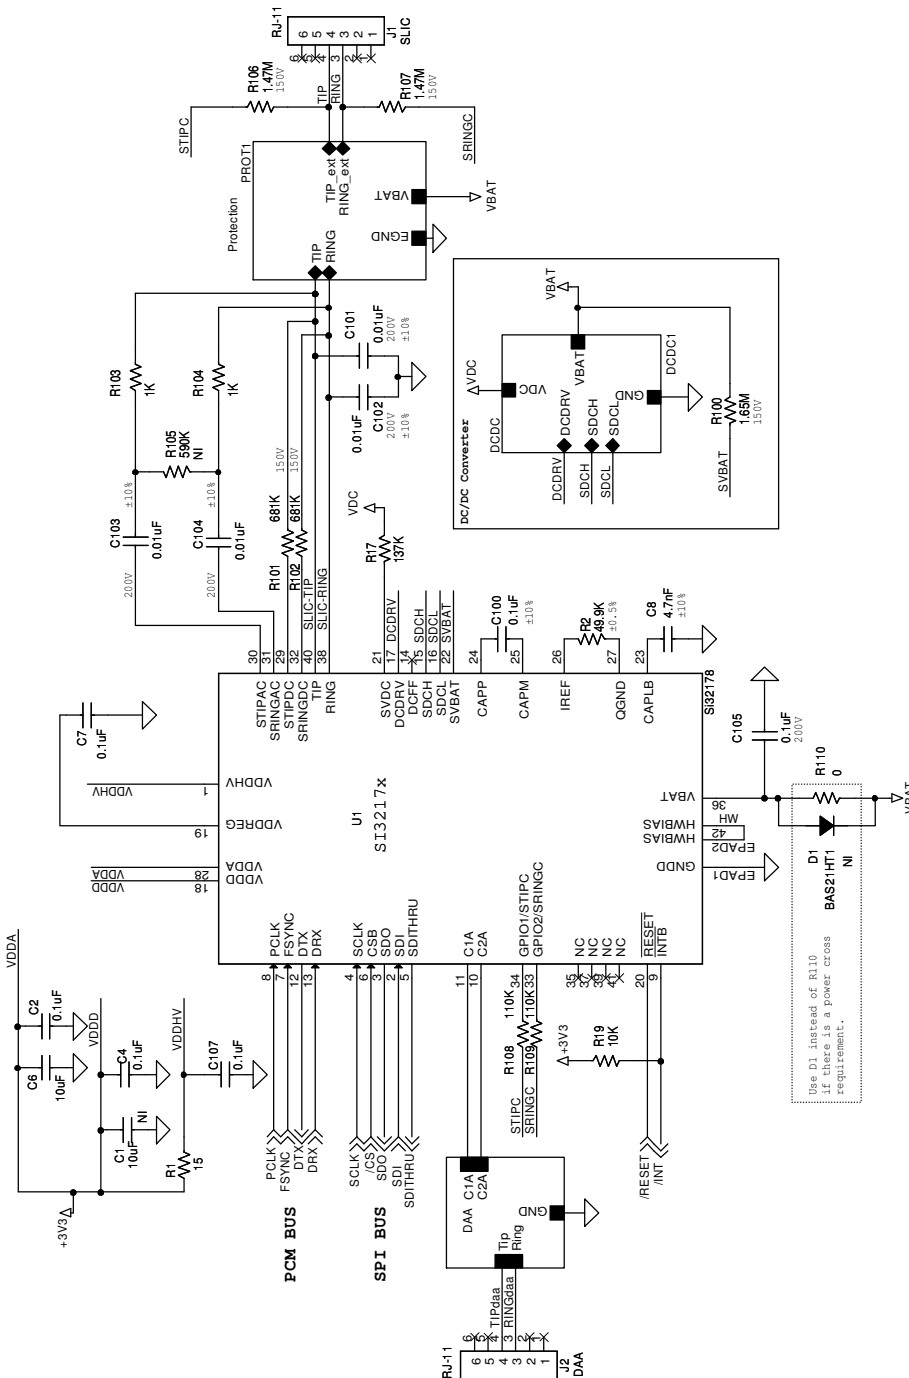 RJ-11
6
5
4
3
2
1
J1
SLIC
6
5
4
3
2
1
TIP
RING
R106
1.47M
150V
R107
1.47M
150V
STIPC
SRINGC
PROT1
Protection
TIP_ext
RING_ext
TIP
RING
VBAT
EGND
VBAT
R103
1K
R104
1K
R105
590K
NI
±10%
C103
0.01uF
200V
±10%
C104
0.01uF
200V
C101
0.01uF
200V
±10%
0.01uF
C102
200V
±10%
150V
150V
681K
681K
R101
R102
SLIC-TIP
SLIC-RING
VDC
R17
137K
DCDRV
SDCH
SDCL
SVBAT
DC/DC Converter
VDC
VBAT
DCDC
VDC
VBAT
DCDRV
SDCH
SDCL
GND
DCDC1
DCDRV
SDCH
SDCL
R100
1.65M
150V
SVBAT
C100
0.1uF
±10%
R2
49.9K
±0.5%
C8
4.7nF
±10%
30
31
29
32
40
38
21
17
14
15
16
22
24
25
26
27
23
STIPAC
SRINGAC
STIPDC
SRINGDC
TIP
RING
SVDC
DCDRV
DCFF
SDCH
SDCL
SVBAT
CAPP
CAPM
IREF
QGND
CAPLB
Si32178
C7
0.1uF
VDDHV
VDDA
VDDD
1
19
28
18
VDDHV
VDDREG
VDDA
VDDD
U1
SI3217x
VBAT
HWBIAS
HWBIAS
GNDD
36
MH
42
EPAD2
EPAD1
C105
0.1uF
200V
R110
0
D1
BAS21HT1
NI
VBAT
Use D1 instead of R110
if there is a power cross
requirement.
PCLK
FSYNC
DTX
DRX
SCLK
CSB
SDO
SDI
SDITHRU
C1A
C2A
GPIO1/STIPC
GPIO2/SRINGC
NC
NC
NC
NC
RESET
INTB
8
7
12
13
4
6
3
2
5
11
10
34
33
35
37
39
41
20
9
VDDA
C2
0.1uF
C6
10uF
VDDD
C4
0.1uF
C1
10uF
NI
VDDHV
C107
0.1uF
R1
15
+3V3
PCLK
FSYNC
DTX
DRX
PCM BUS
SCLK
/CS
SDO
SDI
SDITHRU
SPI BUS
110K
110K
R108
R109
STIPC
SRINGC
+3V3
R19
10K
/RESET
/INT
DAA
C1A
C2A
GND
Tip
Ring
TIPdaa
RINGdaa
6
5
4
3
2
1
RJ-11
6
5
4
3
2
1
J2
DAA